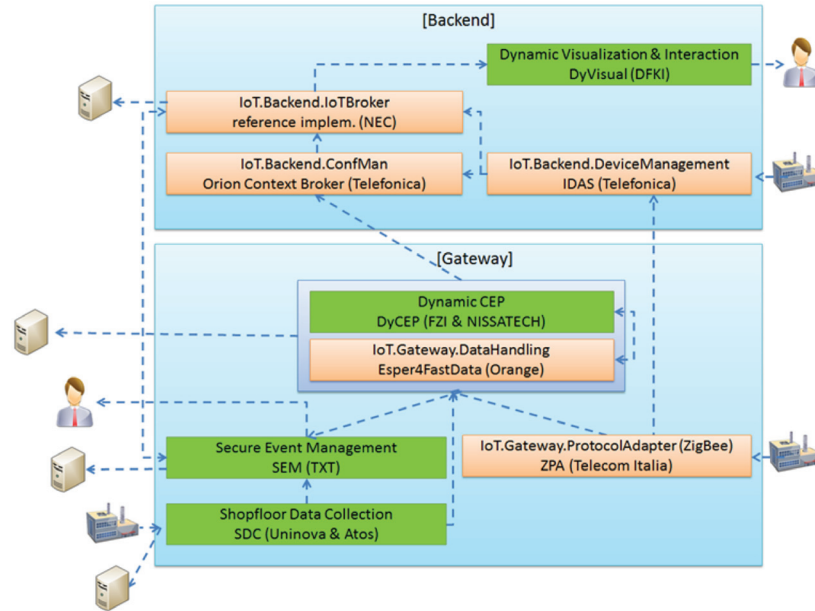 [Backend]
Dynamic Visualization & Interaction
DyVisual (DFKI)
IoT.Backend.IoTBroker
reference implem. (NEC)
IoT.Backend.ConfMan
Orion Context Broker (Telefonica)
IoT.Backend.DeviceManagement
IDAS (Telefonica)
[Gateway]
Dynamic CEP
DyCEP (FZI & NISSATECH)
IoT.Gateway.DataHandling
Esper4FastData (Orange)
Secure Event Management
SEM (TXT)
IoT.Gateway.ProtocolAdapter (ZigBee)
ZPA (Telecom Italia)
Shopfloor Data Collection
SDC (Uninova & Atos)